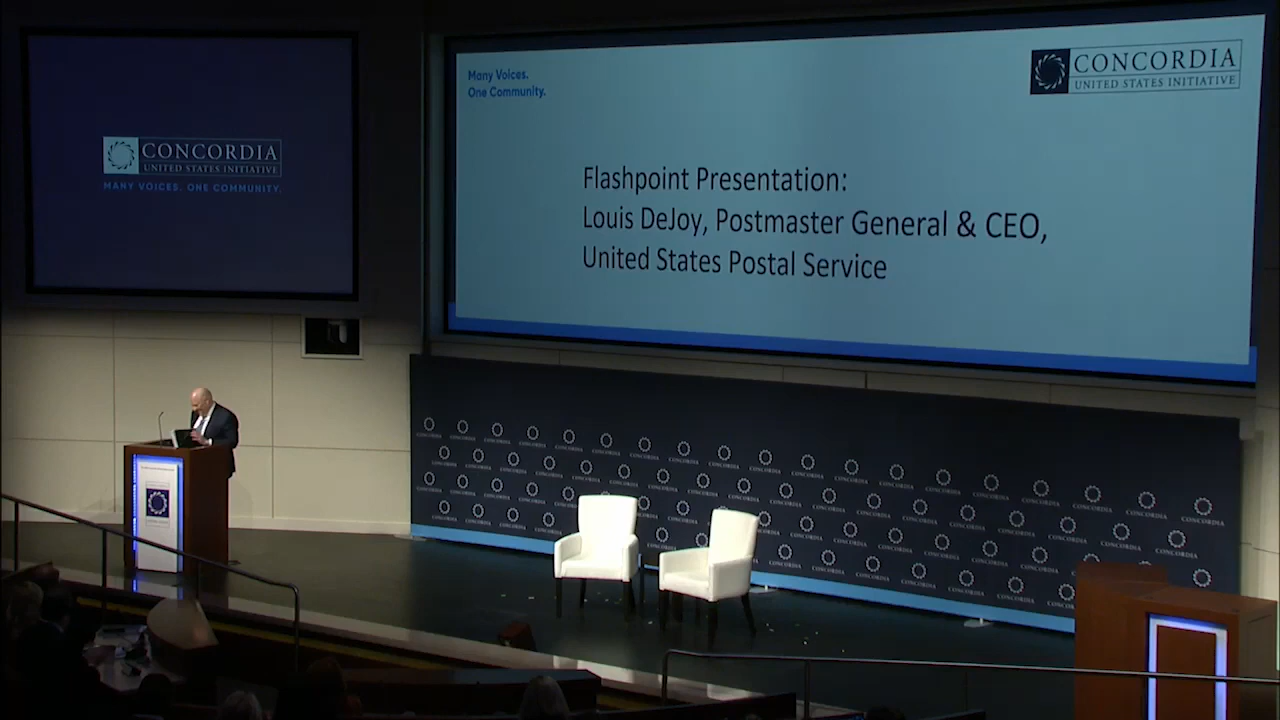 CONCORDIA
UNITED STATES INITIATIVE
MANY VOICES. ONE COMMUNITY.
Many Voices.
One Community.
CONCORDIA
UNITED STATES INITIATIVE
Flashpoint Presentation:
Louis DeJoy, Postmaster General & CEO,
United States Postal Service
CONCORDIA